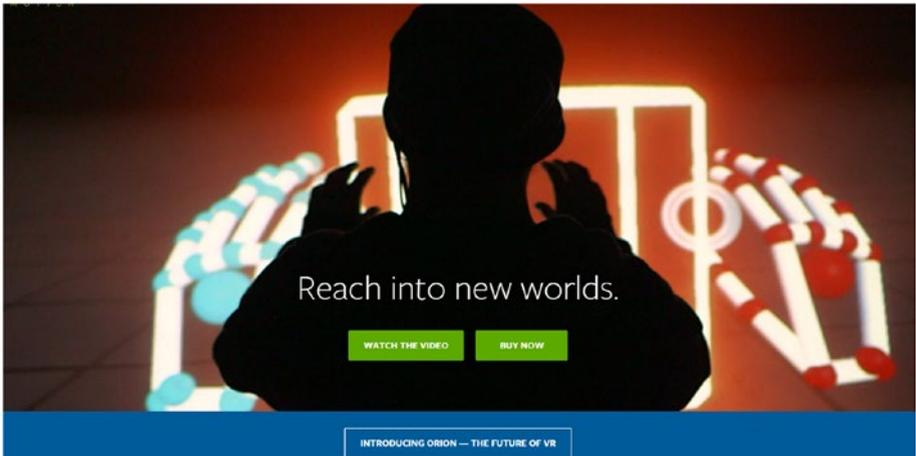 Reach into new worlds.
WATCH THE VIDEO BUY NOW
INTRODUCING ORION — THE FUTURE OF VR